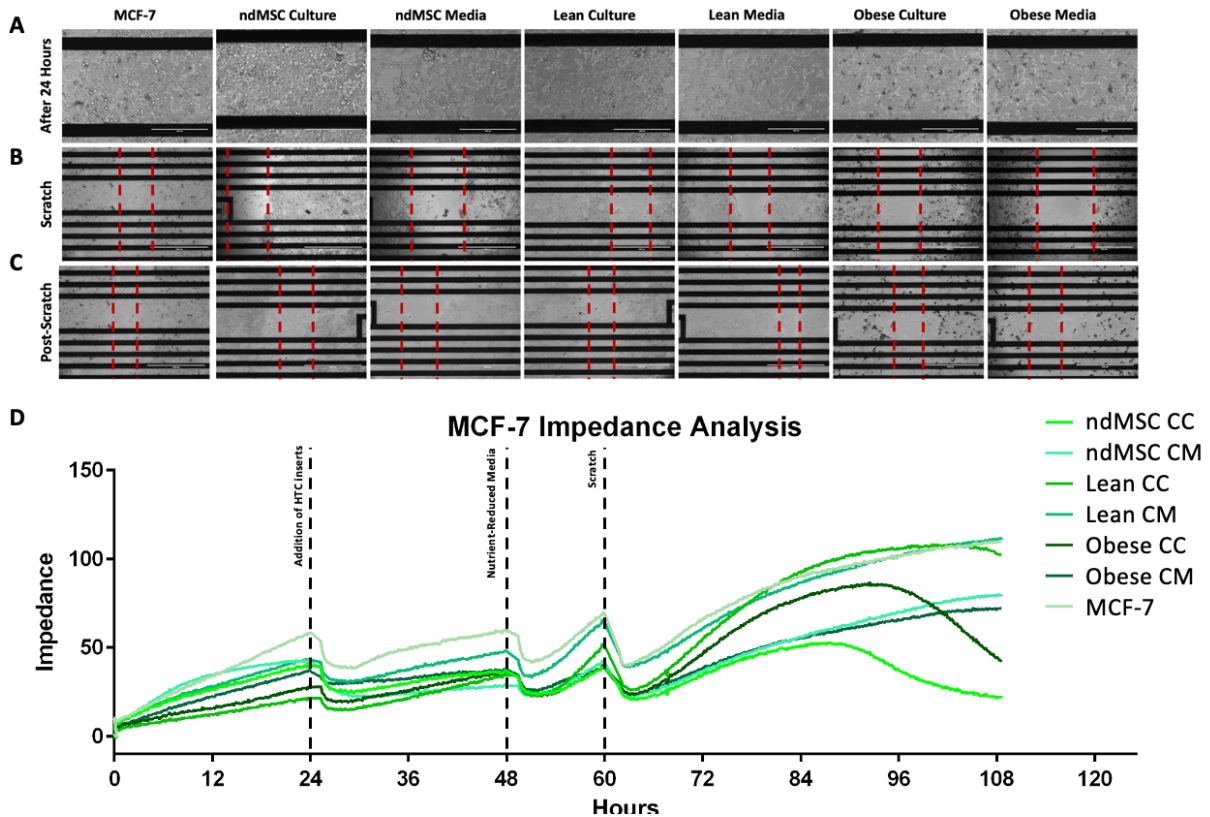 MCF-7 ndMSC Culture ndMSC Media Lean Culture Lean Media Obese Culture Obese Media
A
After 24 Hours
B
Scratch
C
Post-Scratch
D
MCF-7 Impedance Analysis
Impedance
150
100
50
0
Addition of HTC inserts
Nutrient-Reduced Media
Scratch
0 12 24 36 48 60 72 84 96 108 120
Hours
ndMSC CC
ndMSC CM
Lean CC
Lean CM
Obese CC
Obese CM
MCF-7